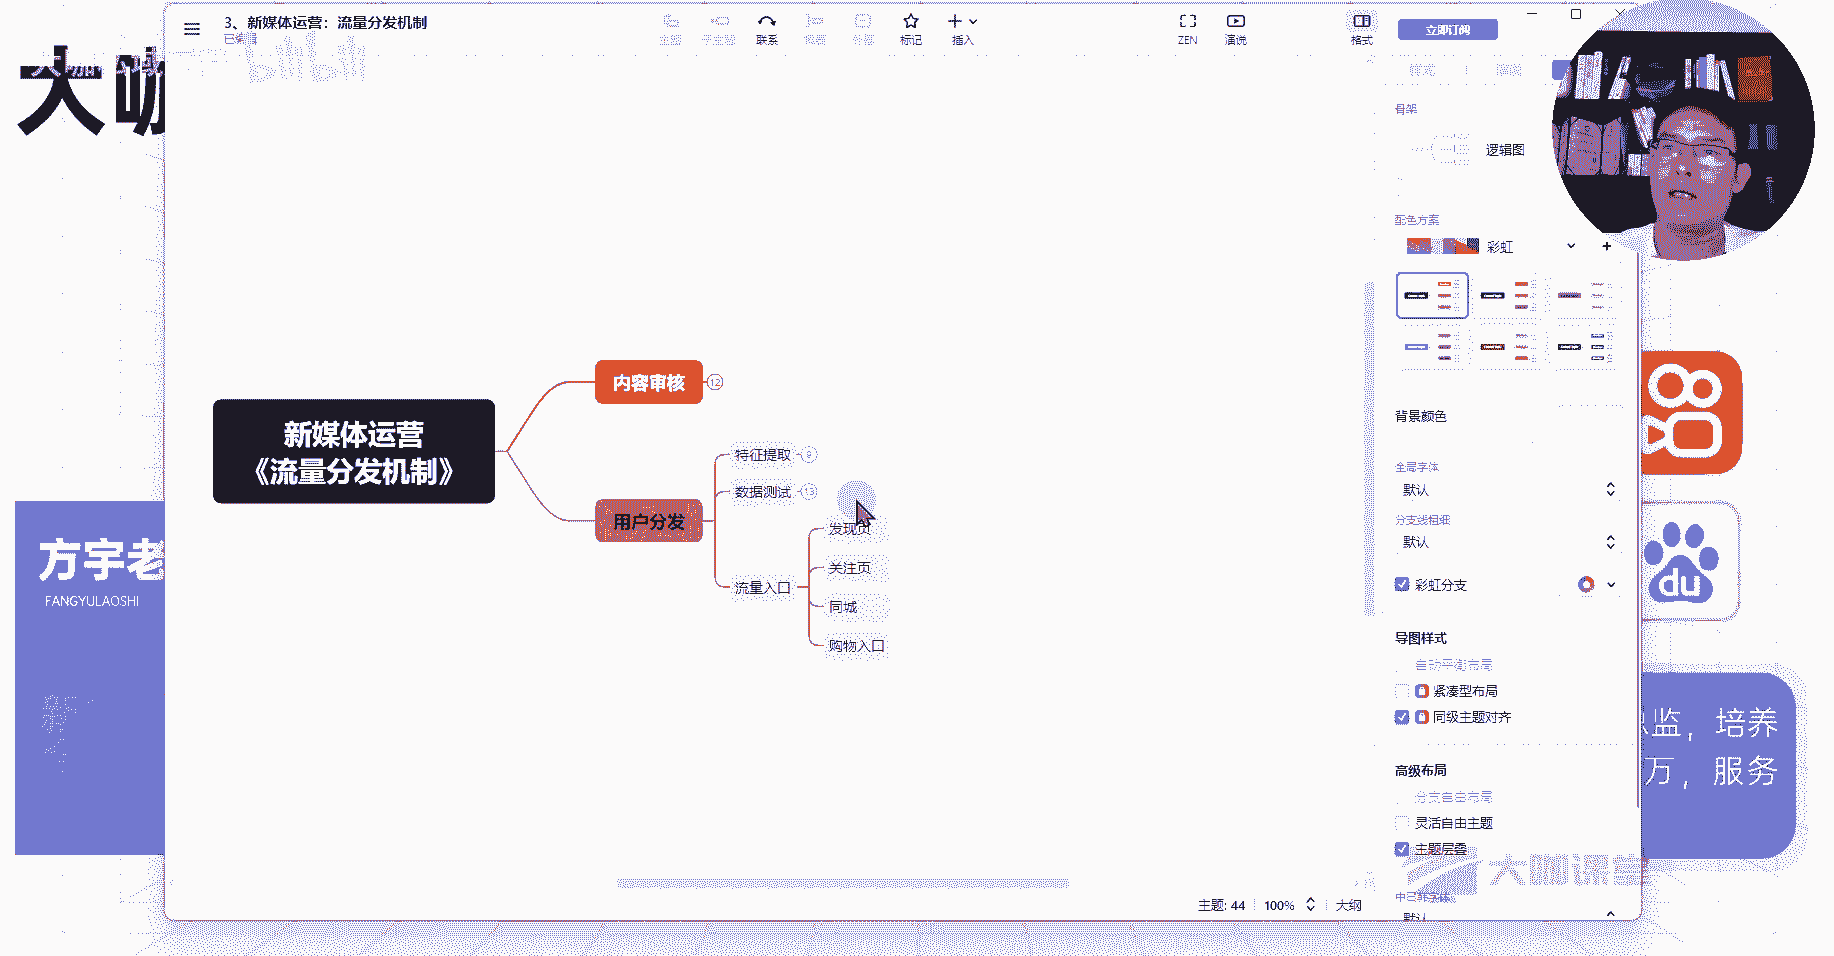 3、新媒体运营：流量分发机制
已编辑
bilibili
主题
子主题
联系
概要
外框
标记
插入
ZEN
演说
格式
立即订阅
大咖
骨架
逻辑图
配色方案
彩虹
背景颜色
全局字体
默认
分支线粗细
默认
彩虹分支
导图样式
自动平衡布局
紧凑型布局
同级主题对齐
高级布局
分支自由布局
灵活自由主题
主题层叠
默认
新媒体运营
《流量分发机制》
内容审核
12
用户分发
特征提取
9
数据测试
13
流量入口
发现页
关注页
同城
购物入口
方宇老
FANGYULAOSHI
du
监，培养
万，服务
大咖课堂
主题: 44
100%
大纲